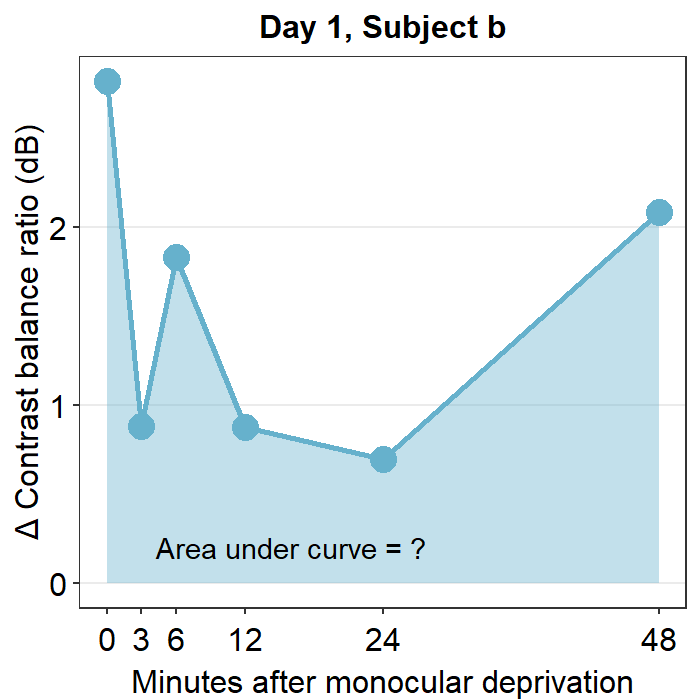 Day 1, Subject b
Δ Contrast balance ratio (dB)
2
1
0
Area under curve = ?
0 3 6 12 24 48
Minutes after monocular deprivation